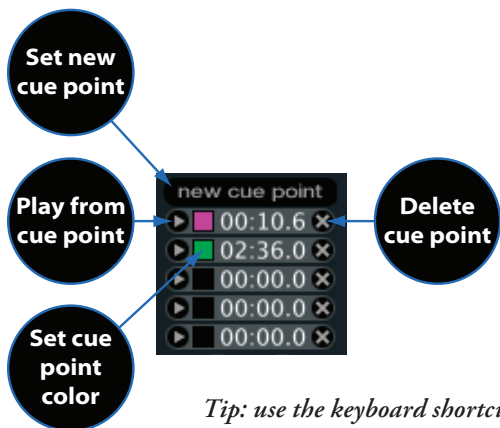 Set new
cue point
new cue point
Play from
cue point
00:10.6
Delete
cue point
02:36.0
00:00.0
00:00.0
00:00.0
Set cue
point
color
Tip: use the keyboard